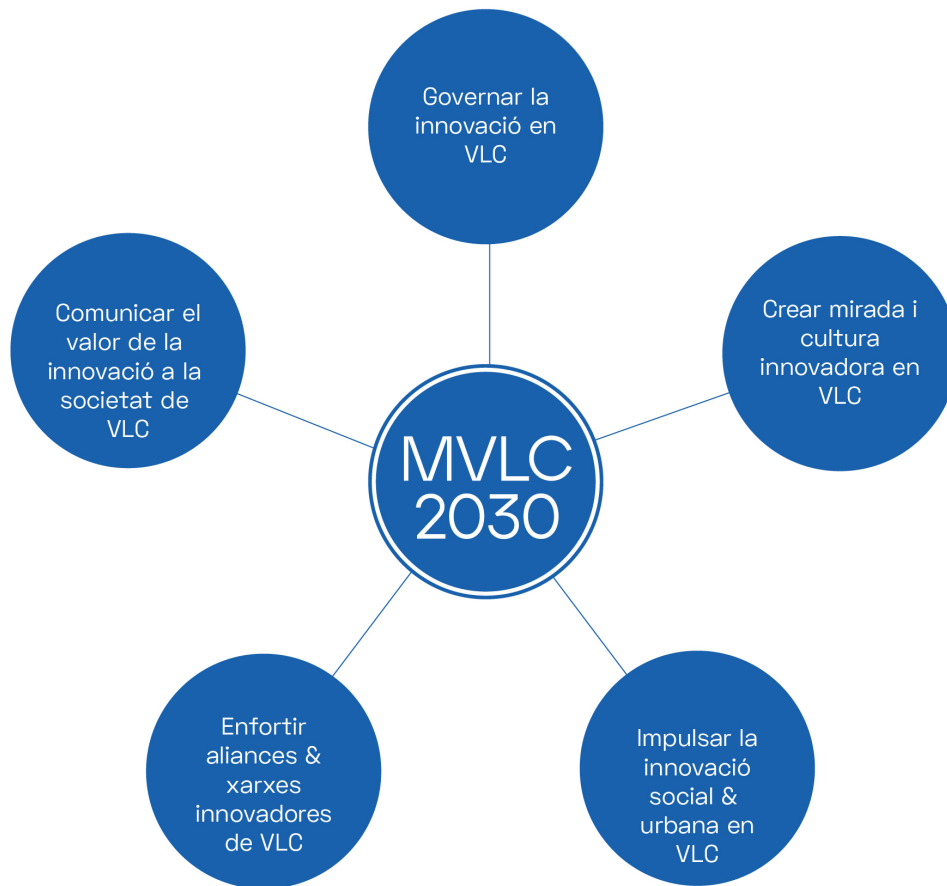 Governar la
innovació en
VLC
Comunicar el
valor de la
innovació a la
societat de
VLC
Crear mirada i
cultura
innovadora en
VLC
MVLC
2030
Enfortir
aliances &
xarxes
innovadores
de VLC
Impulsar la
innovació
social &
urbana en
VLC